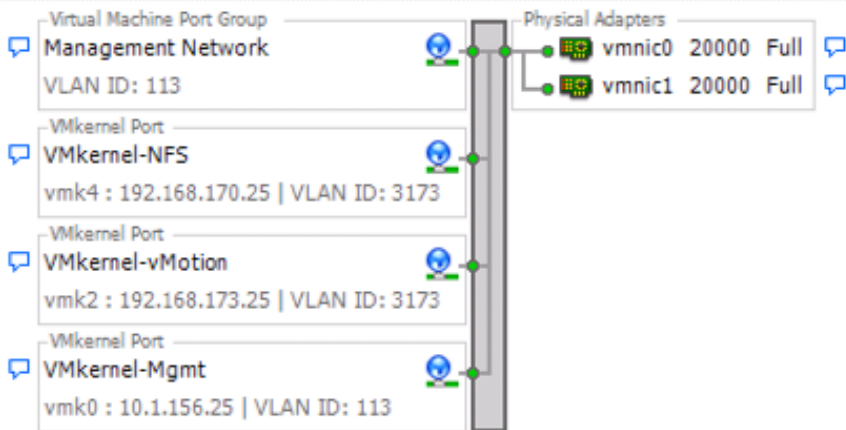 Virtual Machine Port Group
Management Network
VLAN ID: 113
VMkernel Port
VMkernel-NFS
vmk4 : 192.168.170.25 | VLAN ID: 3173
VMkernel Port
VMkernel-vMotion
vmk2 : 192.168.173.25 | VLAN ID: 3173
VMkernel Port
VMkernel-Mgmt
vmk0 : 10.1.156.25 | VLAN ID: 113
Physical Adapters
vmnic0 20000 Full
vmnic1 20000 Full